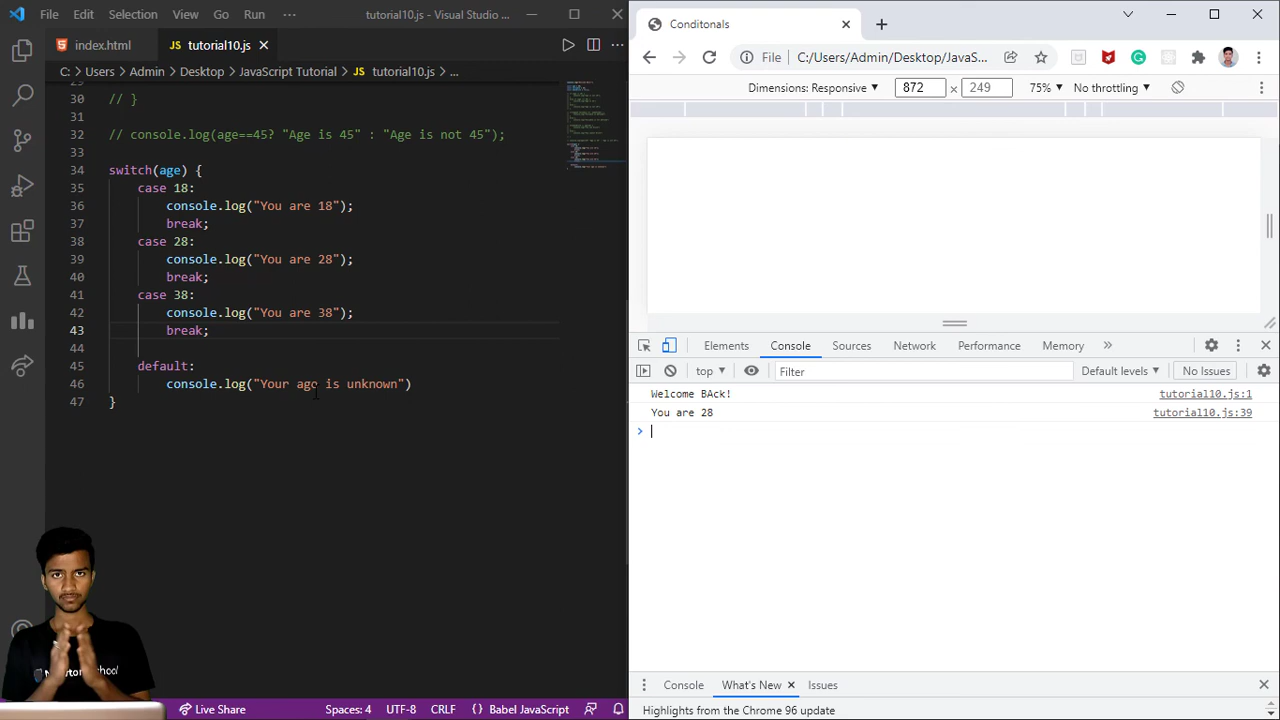 File Edit Selection View Go Run ··· tutorial10.js - Visual Studio ...
index.html JS tutorial10.js
C: > Users > Admin > Desktop > JavaScript Tutorial > JS tutorial10.js > ...
30 // }
31
32 // console.log(age==45? "Age is 45" : "Age is not 45");
33
34 switch(age) {
35 case 18:
36 console.log("You are 18");
37 break;
38 case 28:
39 console.log("You are 28");
40 break;
41 case 38:
42 console.log("You are 38");
43 break;
44
45 default:
46 console.log("Your age is unknown")
47 }
Live Share Spaces: 4 UTF-8 CRLF {} Babel JavaScript
Conditonals
File C:/Users/Admin/Desktop/JavaS...
Dimensions: Responsive 872 × 249 75% No throttling
Elements Console Sources Network Performance Memory »
top Filter Default levels No Issues
Welcome BAck! tutorial10.js:1
You are 28 tutorial10.js:39
>
Console What's New Issues
Highlights from the Chrome 96 update